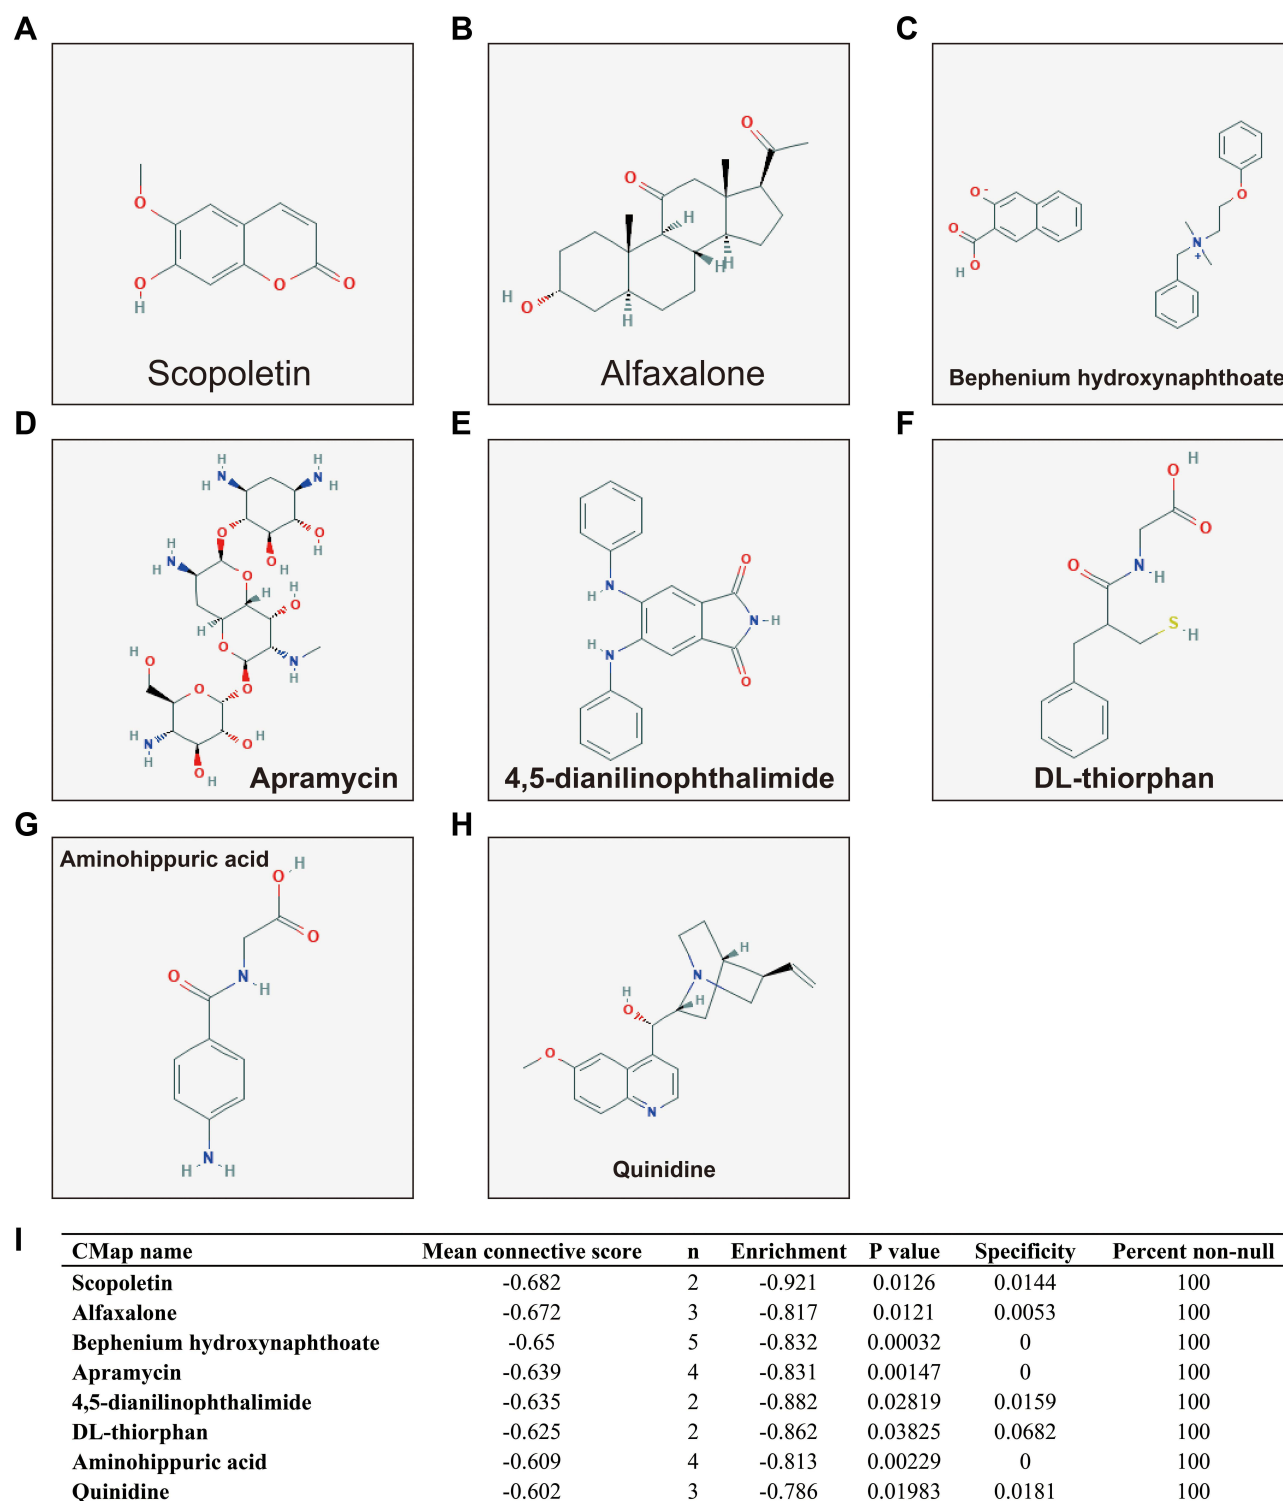 A
B
C
Scopoletin
Alfaxalone
Bephenium hydroxynaphthoate
D
E
F
Apramycin
4,5-dianilinophthalimide
DL-thiorphan
G
H
Aminohippuric acid
Quinidine
I
CMap name Mean connective score n Enrichment P value Specificity Percent non-null
Scopoletin -0.682 2 -0.921 0.0126 0.0144 100
Alfaxalone -0.672 3 -0.817 0.0121 0.0053 100
Bephenium hydroxynaphthoate -0.65 5 -0.832 0.00032 0 100
Apramycin -0.639 4 -0.831 0.00147 0 100
4,5-dianilinophthalimide -0.635 2 -0.882 0.02819 0.0159 100
DL-thiorphan -0.625 2 -0.862 0.03825 0.0682 100
Aminohippuric acid -0.609 4 -0.813 0.00229 0 100
Quinidine -0.602 3 -0.786 0.01983 0.0181 100